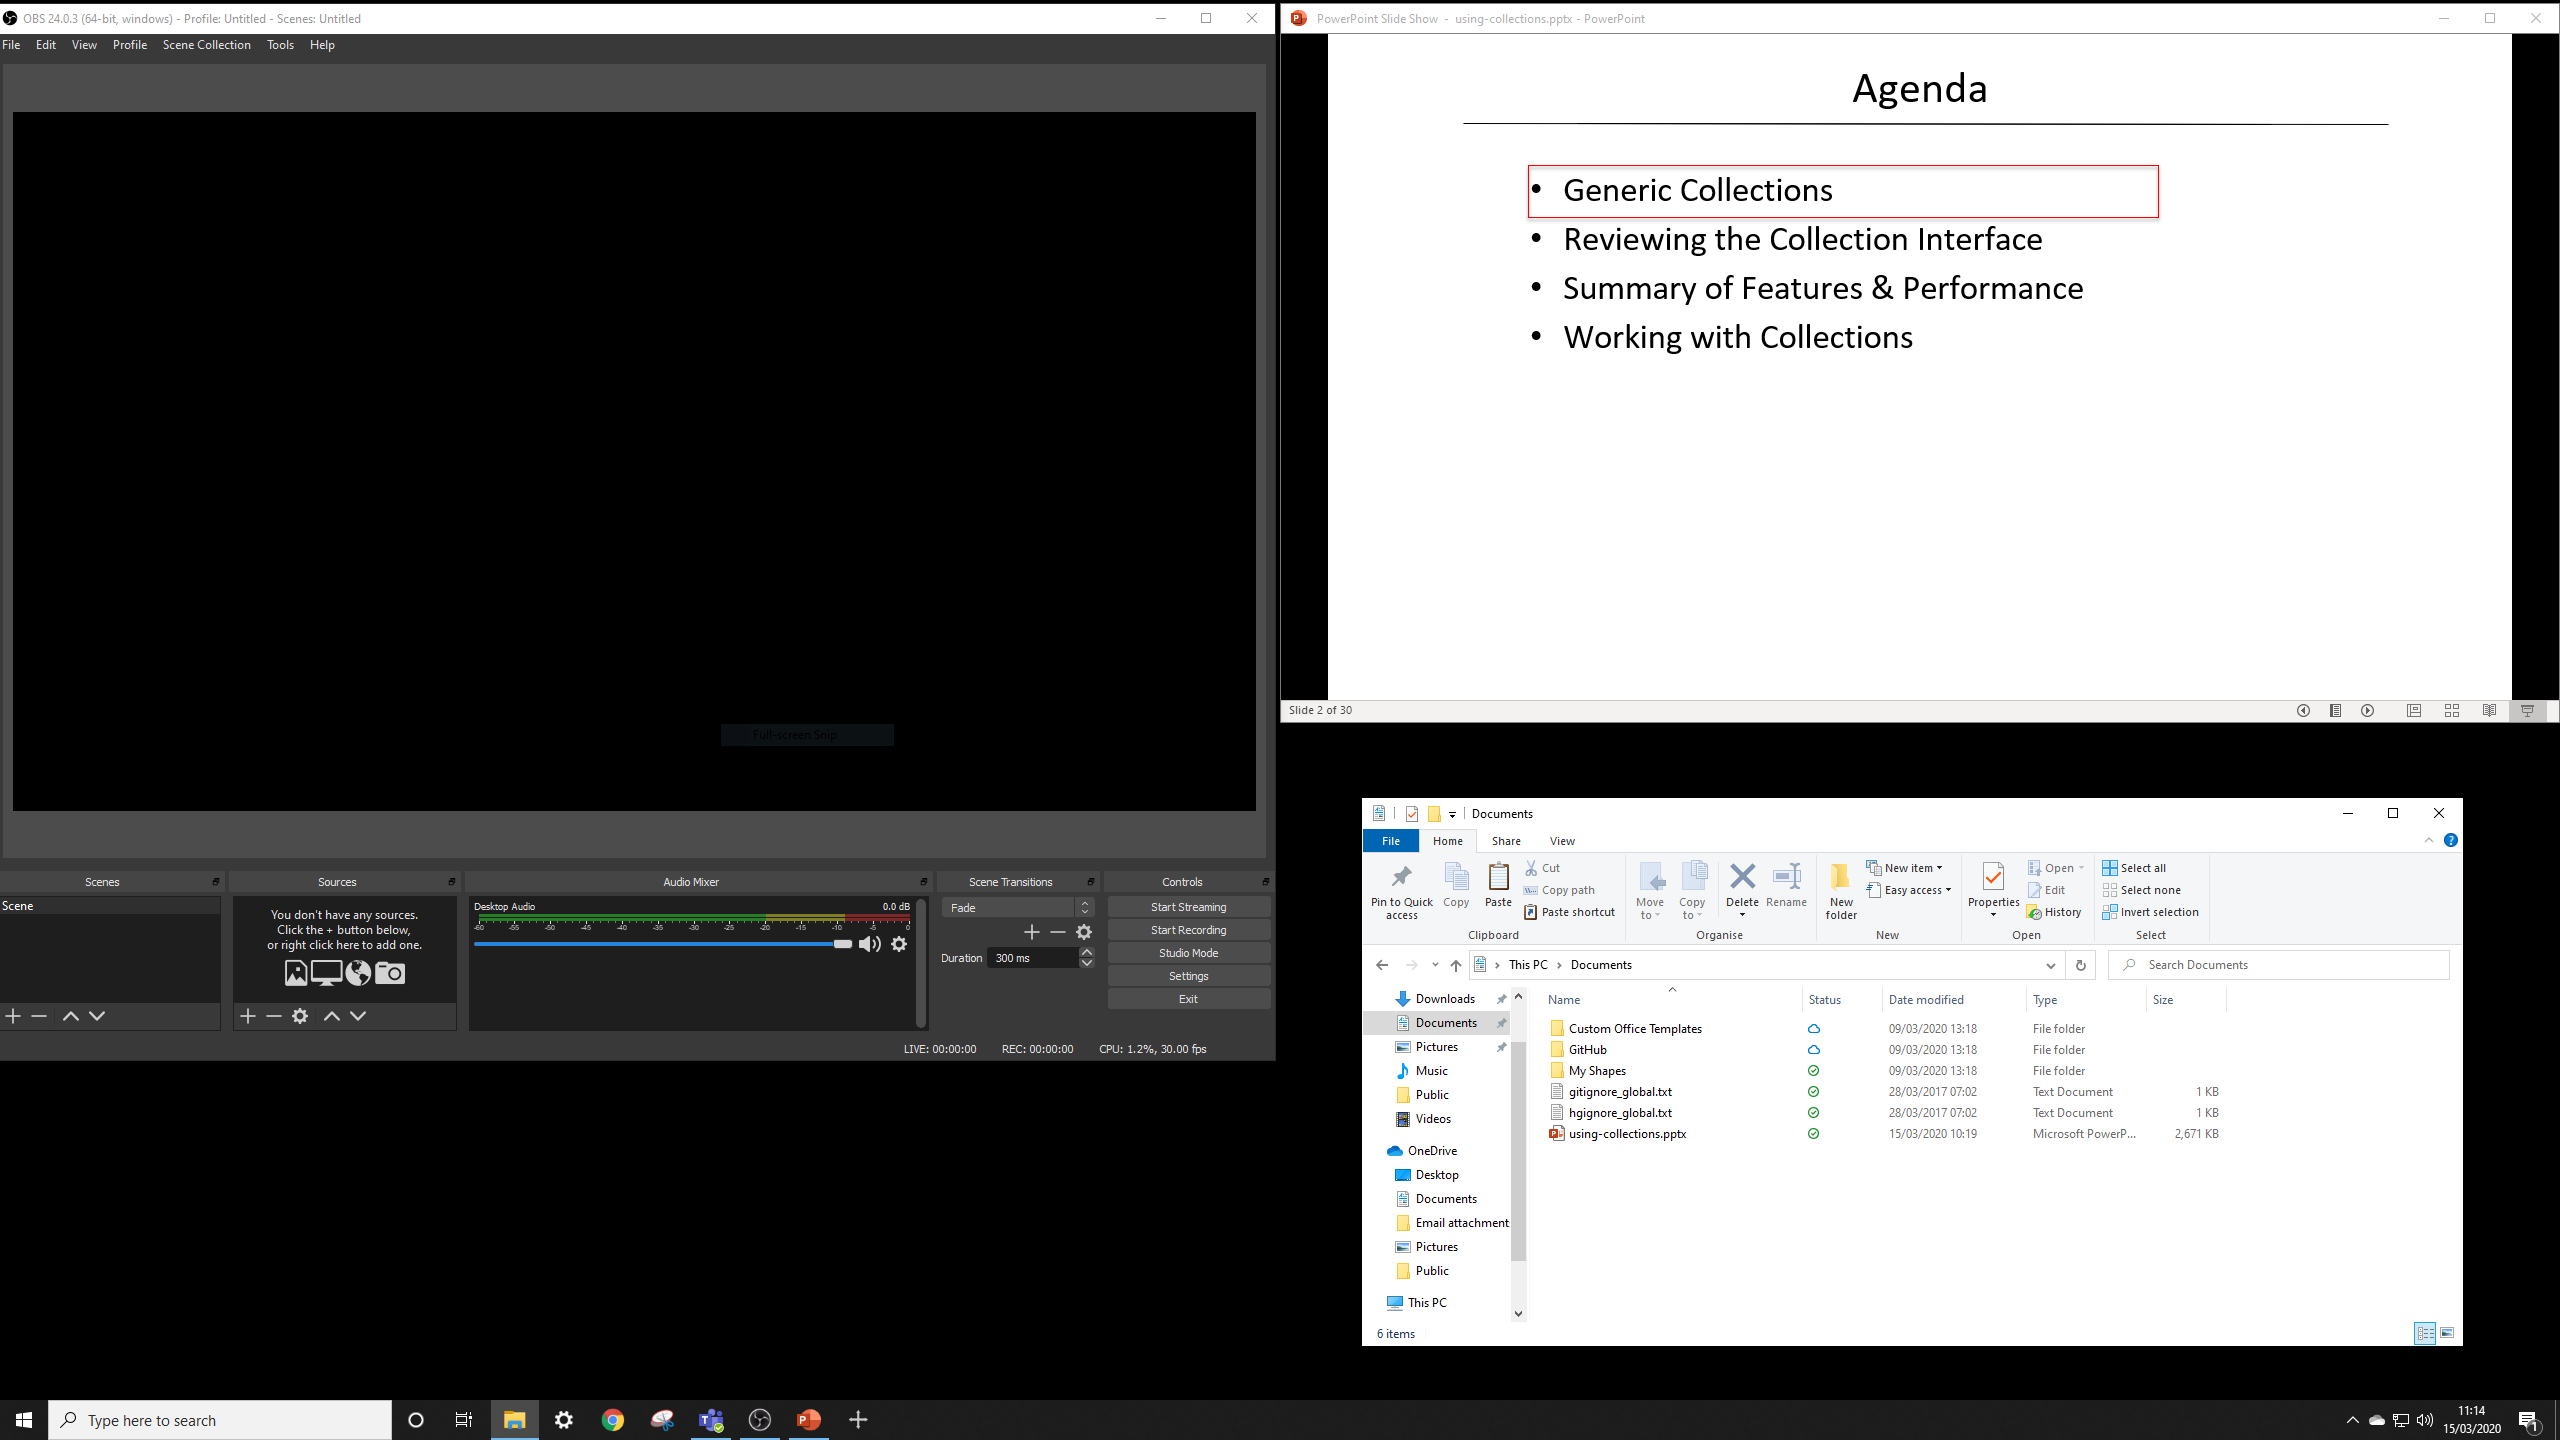 OBS 24.0.3 (64-bit, windows) - Profile: Untitled - Scenes: Untitled
File Edit View Profile Scene Collection Tools Help
Full-screen Snip
Scenes
Scene
Sources
You don't have any sources.
Click the + button below,
or right click here to add one.
Audio Mixer
Desktop Audio 0.0 dB
-60 -55 -50 -45 -40 -35 -30 -25 -20 -15 -10 -5 0
Scene Transitions
Fade
Duration 300 ms
Controls
Start Streaming
Start Recording
Studio Mode
Settings
Exit
LIVE: 00:00:00 REC: 00:00:00 CPU: 1.2%, 30.00 fps
PowerPoint Slide Show - using-collections.pptx - PowerPoint
Agenda
• Generic Collections
• Reviewing the Collection Interface
• Summary of Features & Performance
• Working with Collections
Slide 2 of 30
Documents
File Home Share View
Pin to Quick access
Copy
Paste
Cut
Copy path
Paste shortcut
Clipboard
Move to
Copy to
Delete
Rename
Organise
New folder
New item
Easy access
New
Properties
Open
Edit
History
Open
Select all
Select none
Invert selection
Select
This PC > Documents
Search Documents
Downloads
Documents
Pictures
Music
Public
Videos
OneDrive
Desktop
Documents
Email attachment
Pictures
Public
This PC
Name Status Date modified Type Size
Custom Office Templates 09/03/2020 13:18 File folder
GitHub 09/03/2020 13:18 File folder
My Shapes 09/03/2020 13:18 File folder
gitignore_global.txt 28/03/2017 07:02 Text Document 1 KB
hgignore_global.txt 28/03/2017 07:02 Text Document 1 KB
using-collections.pptx 15/03/2020 10:19 Microsoft PowerP... 2,671 KB
6 items
Type here to search
11:14
15/03/2020
1